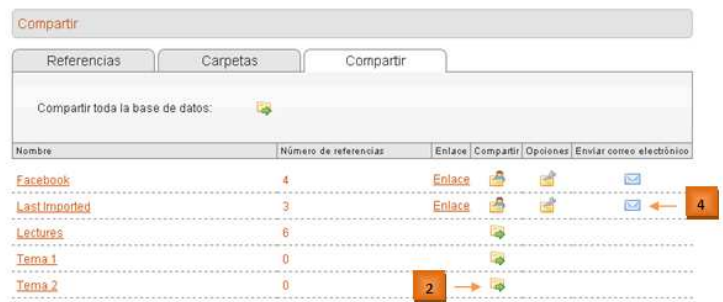 Compartir
Referencias Carpetas Compartir
Compartir toda la base de datos:
Nombre Número de referencias Enlace Compartir Opciones Enviar correo electrónico
Facebook 4 Enlace
Last Imported 3 Enlace 4
Lectures 6
Tema 1 0
Tema 2 0 2